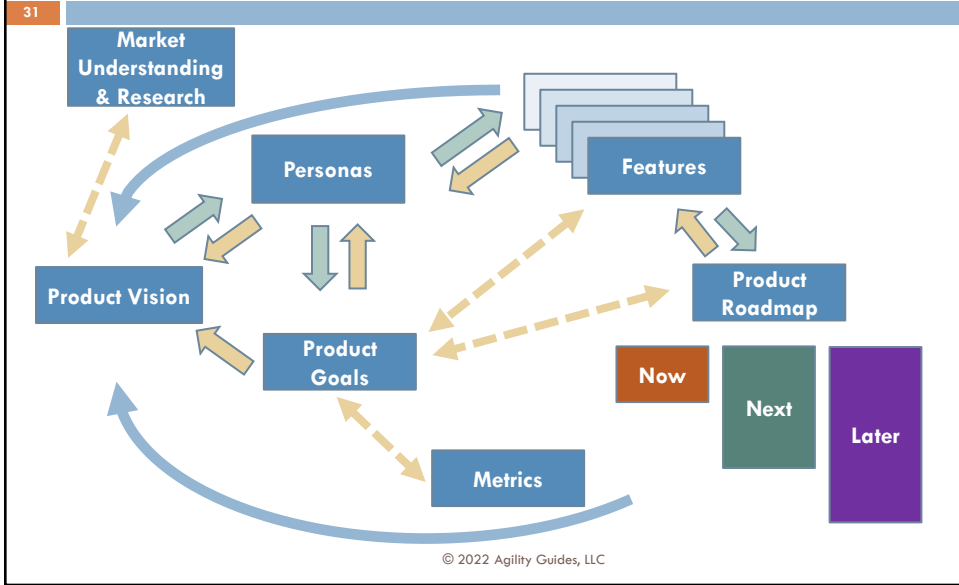 31
Market
Understanding
& Research
Personas
Features
Product Vision
Product
Roadmap
Product
Goals
Now
Next
Later
Metrics
© 2022 Agility Guides, LLC